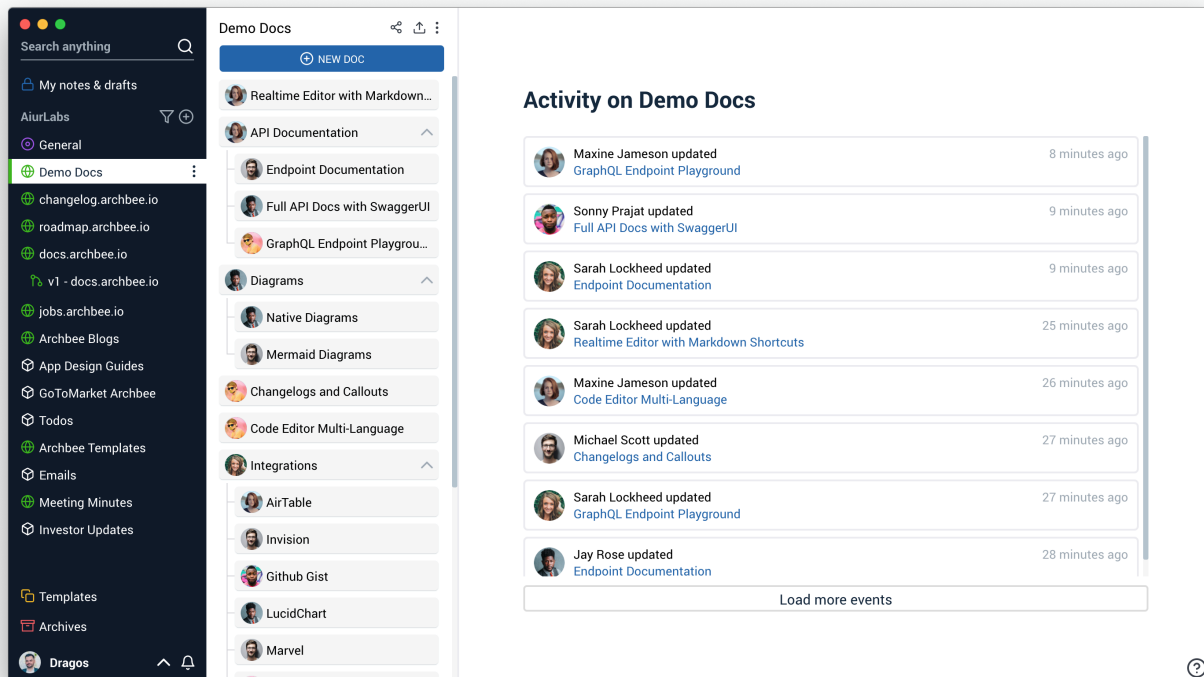 Search anything
My notes & drafts
AiurLabs
General
Demo Docs
changelog.archbee.io
roadmap.archbee.io
docs.archbee.io
v1 - docs.archbee.io
jobs.archbee.io
Archbee Blogs
App Design Guides
GoToMarket Archbee
Todos
Archbee Templates
Emails
Meeting Minutes
Investor Updates
Templates
Archives
Dragos
Demo Docs
NEW DOC
Realtime Editor with Markdown...
API Documentation
Endpoint Documentation
Full API Docs with SwaggerUI
GraphQL Endpoint Playgrou...
Diagrams
Native Diagrams
Mermaid Diagrams
Changelogs and Callouts
Code Editor Multi-Language
Integrations
AirTable
Invision
Github Gist
LucidChart
Marvel
Activity on Demo Docs
Maxine Jameson updated 8 minutes ago
GraphQL Endpoint Playground
Sonny Prajat updated 9 minutes ago
Full API Docs with SwaggerUI
Sarah Lockheed updated 9 minutes ago
Endpoint Documentation
Sarah Lockheed updated 25 minutes ago
Realtime Editor with Markdown Shortcuts
Maxine Jameson updated 26 minutes ago
Code Editor Multi-Language
Michael Scott updated 27 minutes ago
Changelogs and Callouts
Sarah Lockheed updated 27 minutes ago
GraphQL Endpoint Playground
Jay Rose updated 28 minutes ago
Endpoint Documentation
Load more events